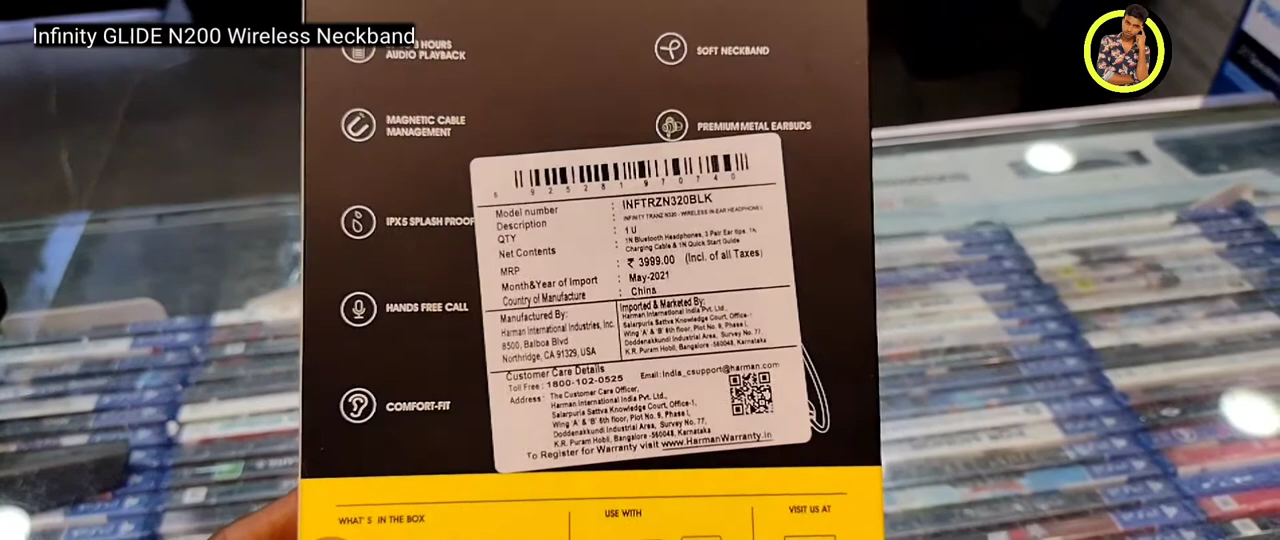 Infinity GLIDE N200 Wireless Neckband
HOURS
AUDIO PLAYBACK
SOFT NECKBAND
MAGNETIC CABLE
MANAGEMENT
PREMIUM METAL EARBUDS
IPX5 SPLASH PROOF
HANDS FREE CALL
COMFORT-FIT
6 925281 970740
Model number : INFTRZN320BLK
Description : INFINITY TRANZ N320 - WIRELESS IN-EAR HEADPHONES
QTY : 1 U
Net Contents : 1N Bluetooth Headphones, 3 Pair Ear tips, 1N
Charging Cable & 1N Quick Start Guide
MRP : ₹ 3999.00 (Incl. of all Taxes)
Month&Year of Import : May-2021
Country of Manufacture : China
Manufactured By:
Harman International Industries, Inc.
8500, Balboa Blvd
Northridge, CA 91329, USA
Imported & Marketed By:
Harman International India Pvt. Ltd.,
Salarpuria Sattva Knowledge Court, Office-1,
Wing 'A' & 'B' 6th floor, Plot No. 9, Phase I,
Doddenakkundi Industrial Area, Survey No. 77,
K.R. Puram Hobli, Bangalore -560048, Karnataka
Customer Care Details
Toll Free : 1800-102-0525 Email: India_csupport@harman.com
Address : The Customer Care Officer,
Harman International India Pvt. Ltd.,
Salarpuria Sattva Knowledge Court, Office-1,
Wing 'A' & 'B' 6th floor, Plot No. 9, Phase I,
Doddenakkundi Industrial Area, Survey No. 77,
K.R. Puram Hobli, Bangalore -560048, Karnataka
To Register for Warranty visit www.HarmanWarranty.in
WHAT'S IN THE BOX
USE WITH
VISIT US AT